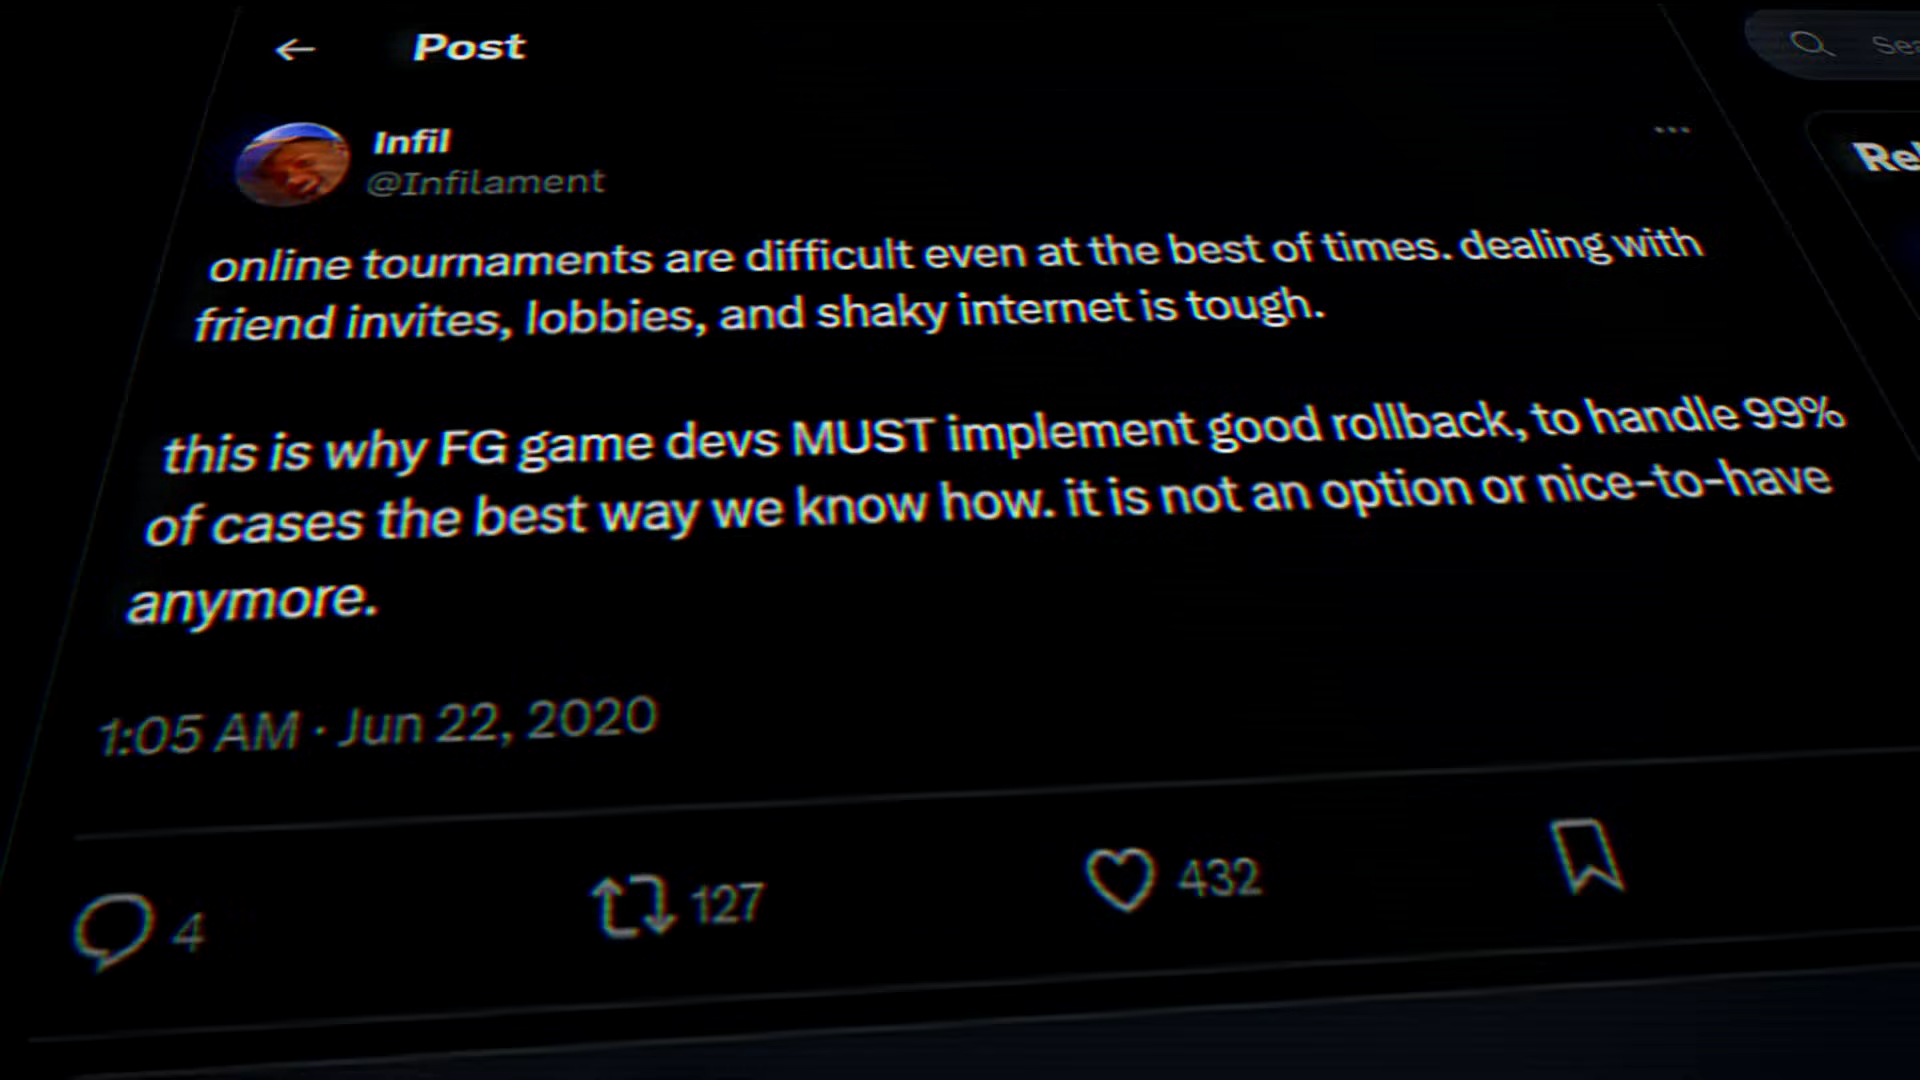 Post
Infil
@Infilament
online tournaments are difficult even at the best of times. dealing with
friend invites, lobbies, and shaky internet is tough.
this is why FG game devs MUST implement good rollback, to handle 99%
of cases the best way we know how. it is not an option or nice-to-have
anymore.
1:05 AM · Jun 22, 2020
4 127 432